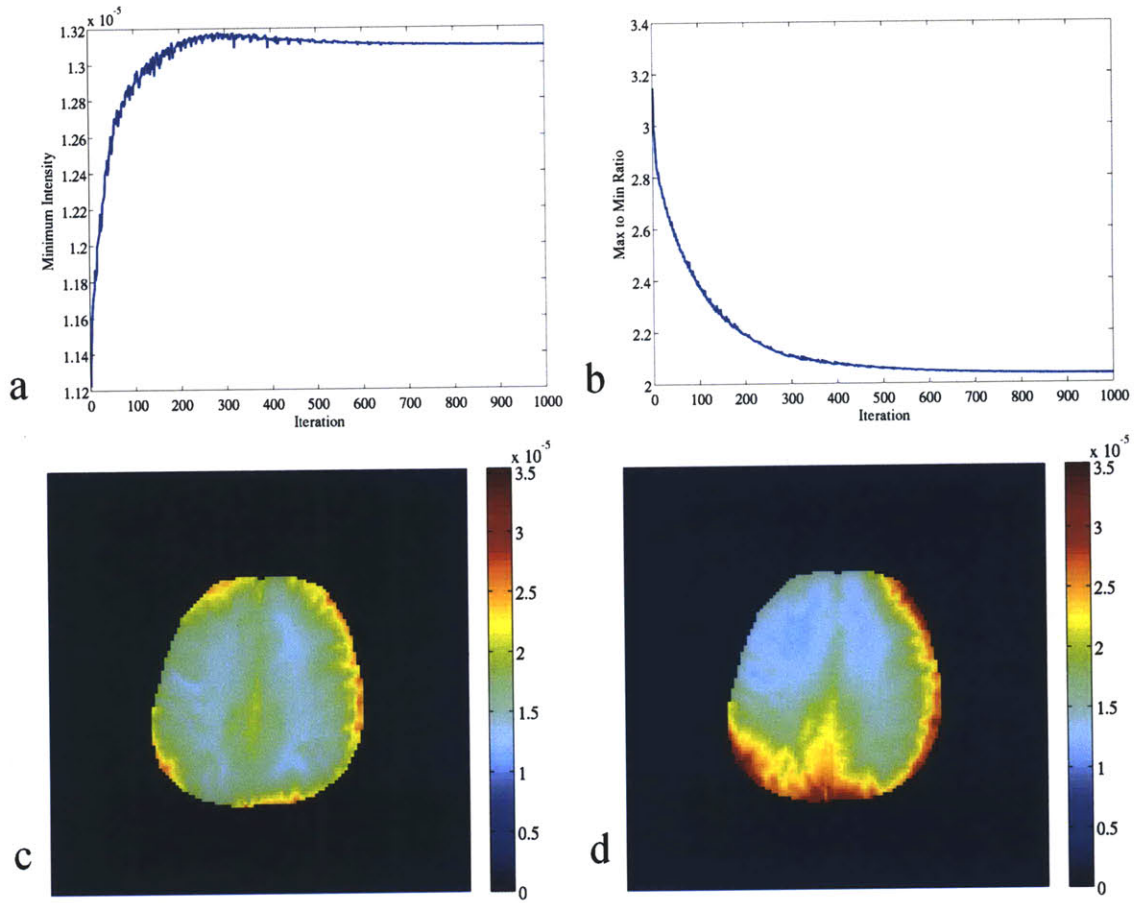 x 10⁻⁵
1.32
1.3
1.28
1.26
1.24
1.22
1.2
1.18
1.16
1.14
1.12
Minimum Intensity
0 100 200 300 400 500 600 700 800 900 1000
Iteration
a
3.4
3.2
3
2.8
2.6
2.4
2.2
2
Max to Min Ratio
0 100 200 300 400 500 600 700 800 900 1000
Iteration
b
x 10⁻⁵
3.5
3
2.5
2
1.5
1
0.5
0
c
x 10⁻⁵
3.5
3
2.5
2
1.5
1
0.5
0
d